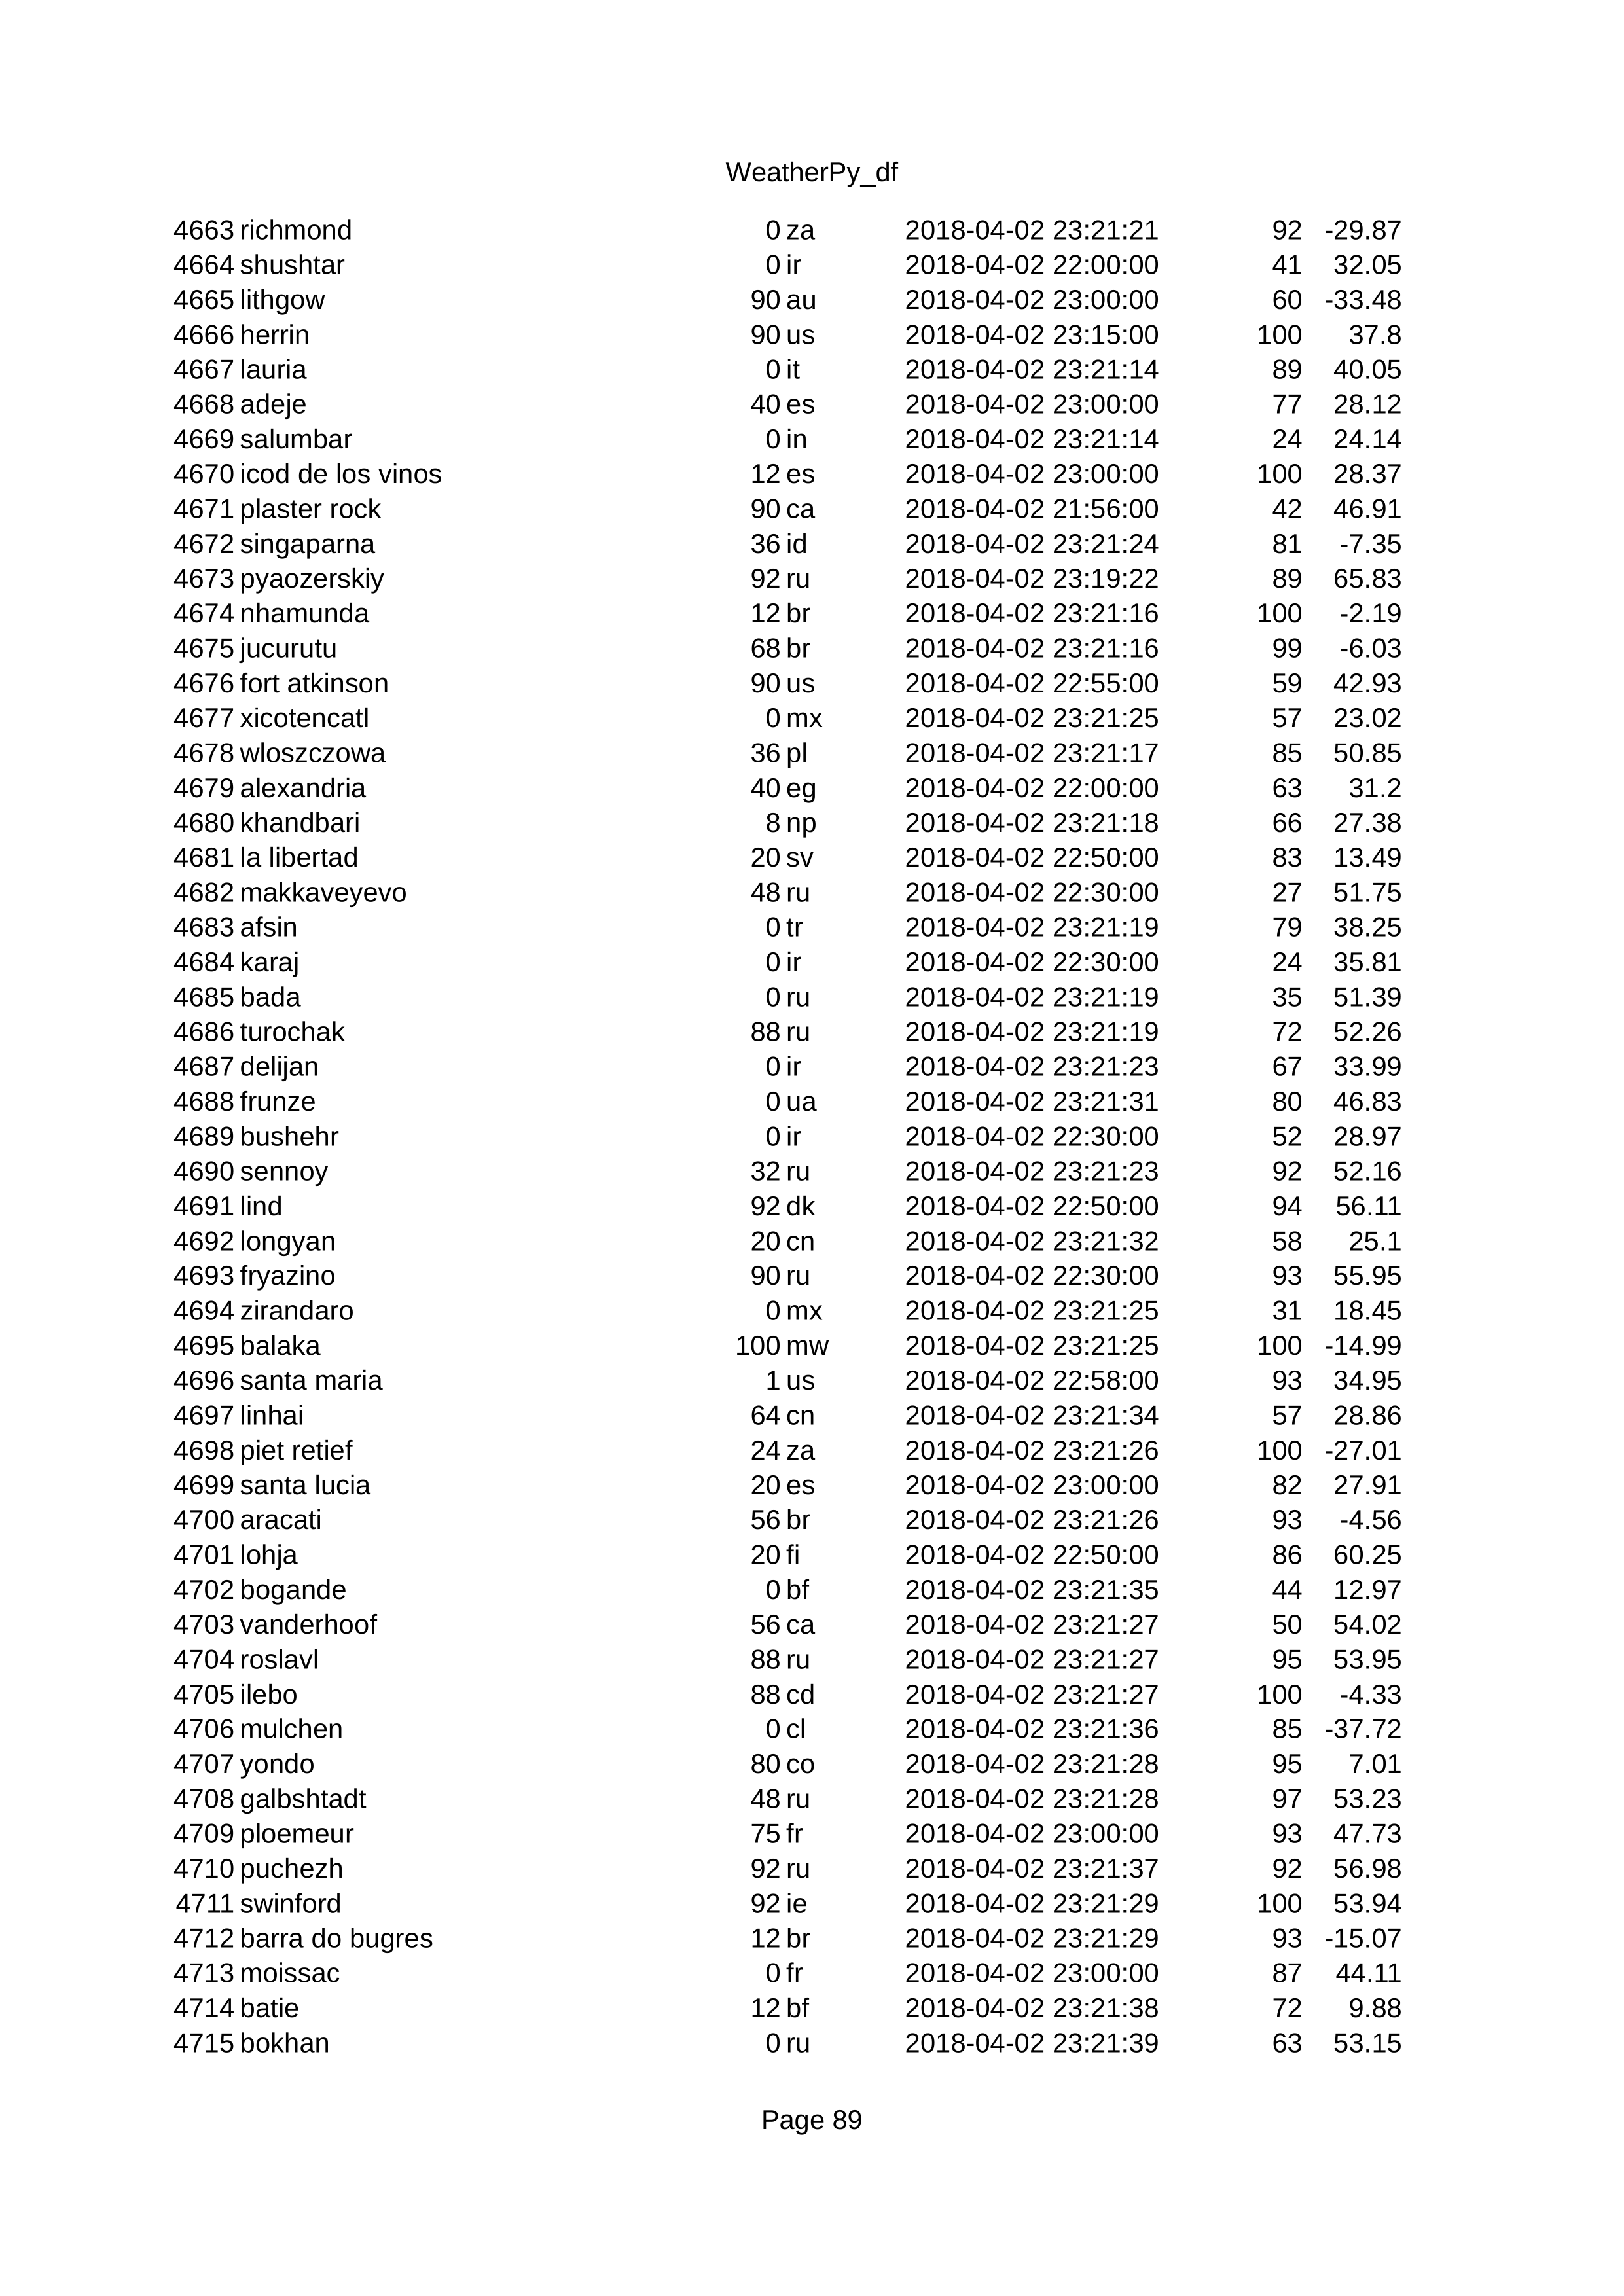 WeatherPy_df
4663 richmond 0 za 2018-04-02 23:21:21 92 -29.87
4664 shushtar 0 ir 2018-04-02 22:00:00 41 32.05
4665 lithgow 90 au 2018-04-02 23:00:00 60 -33.48
4666 herrin 90 us 2018-04-02 23:15:00 100 37.8
4667 lauria 0 it 2018-04-02 23:21:14 89 40.05
4668 adeje 40 es 2018-04-02 23:00:00 77 28.12
4669 salumbar 0 in 2018-04-02 23:21:14 24 24.14
4670 icod de los vinos 12 es 2018-04-02 23:00:00 100 28.37
4671 plaster rock 90 ca 2018-04-02 21:56:00 42 46.91
4672 singaparna 36 id 2018-04-02 23:21:24 81 -7.35
4673 pyaozerskiy 92 ru 2018-04-02 23:19:22 89 65.83
4674 nhamunda 12 br 2018-04-02 23:21:16 100 -2.19
4675 jucurutu 68 br 2018-04-02 23:21:16 99 -6.03
4676 fort atkinson 90 us 2018-04-02 22:55:00 59 42.93
4677 xicotencatl 0 mx 2018-04-02 23:21:25 57 23.02
4678 wloszczowa 36 pl 2018-04-02 23:21:17 85 50.85
4679 alexandria 40 eg 2018-04-02 22:00:00 63 31.2
4680 khandbari 8 np 2018-04-02 23:21:18 66 27.38
4681 la libertad 20 sv 2018-04-02 22:50:00 83 13.49
4682 makkaveyevo 48 ru 2018-04-02 22:30:00 27 51.75
4683 afsin 0 tr 2018-04-02 23:21:19 79 38.25
4684 karaj 0 ir 2018-04-02 22:30:00 24 35.81
4685 bada 0 ru 2018-04-02 23:21:19 35 51.39
4686 turochak 88 ru 2018-04-02 23:21:19 72 52.26
4687 delijan 0 ir 2018-04-02 23:21:23 67 33.99
4688 frunze 0 ua 2018-04-02 23:21:31 80 46.83
4689 bushehr 0 ir 2018-04-02 22:30:00 52 28.97
4690 sennoy 32 ru 2018-04-02 23:21:23 92 52.16
4691 lind 92 dk 2018-04-02 22:50:00 94 56.11
4692 longyan 20 cn 2018-04-02 23:21:32 58 25.1
4693 fryazino 90 ru 2018-04-02 22:30:00 93 55.95
4694 zirandaro 0 mx 2018-04-02 23:21:25 31 18.45
4695 balaka 100 mw 2018-04-02 23:21:25 100 -14.99
4696 santa maria 1 us 2018-04-02 22:58:00 93 34.95
4697 linhai 64 cn 2018-04-02 23:21:34 57 28.86
4698 piet retief 24 za 2018-04-02 23:21:26 100 -27.01
4699 santa lucia 20 es 2018-04-02 23:00:00 82 27.91
4700 aracati 56 br 2018-04-02 23:21:26 93 -4.56
4701 lohja 20 fi 2018-04-02 22:50:00 86 60.25
4702 bogande 0 bf 2018-04-02 23:21:35 44 12.97
4703 vanderhoof 56 ca 2018-04-02 23:21:27 50 54.02
4704 roslavl 88 ru 2018-04-02 23:21:27 95 53.95
4705 ilebo 88 cd 2018-04-02 23:21:27 100 -4.33
4706 mulchen 0 cl 2018-04-02 23:21:36 85 -37.72
4707 yondo 80 co 2018-04-02 23:21:28 95 7.01
4708 galbshtadt 48 ru 2018-04-02 23:21:28 97 53.23
4709 ploemeur 75 fr 2018-04-02 23:00:00 93 47.73
4710 puchezh 92 ru 2018-04-02 23:21:37 92 56.98
4711 swinford 92 ie 2018-04-02 23:21:29 100 53.94
4712 barra do bugres 12 br 2018-04-02 23:21:29 93 -15.07
4713 moissac 0 fr 2018-04-02 23:00:00 87 44.11
4714 batie 12 bf 2018-04-02 23:21:38 72 9.88
4715 bokhan 0 ru 2018-04-02 23:21:39 63 53.15
Page 89